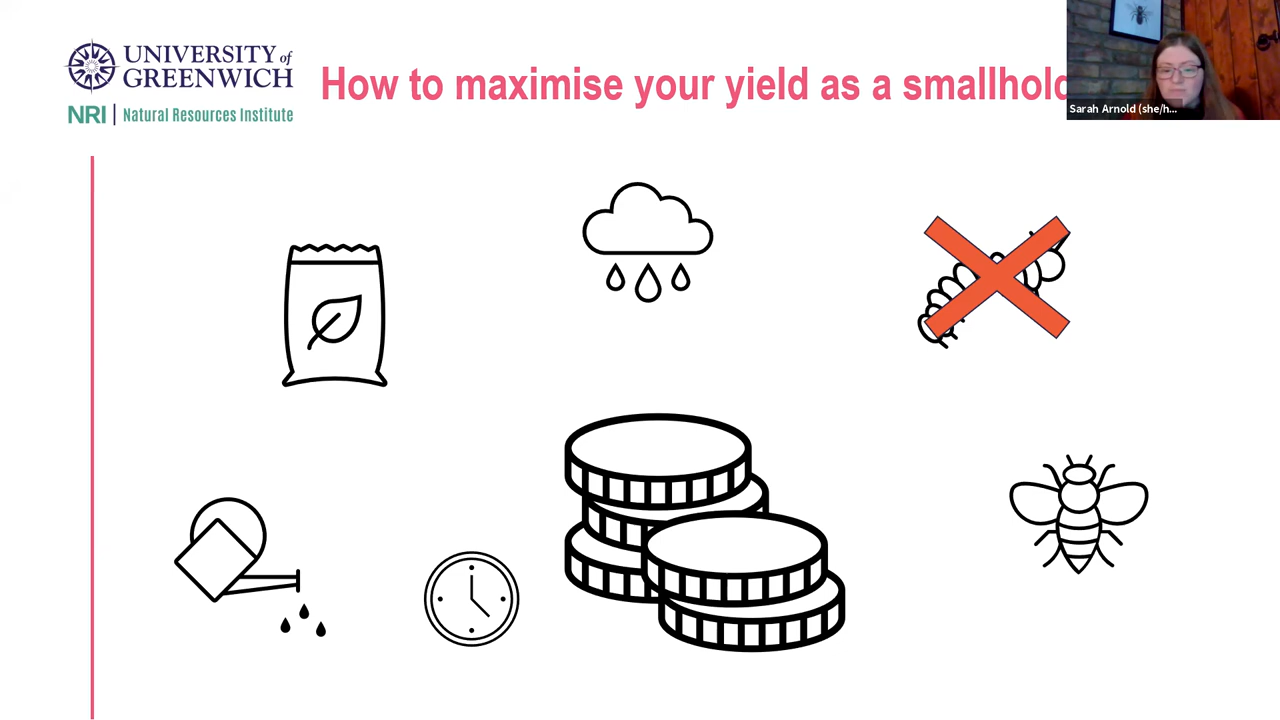 UNIVERSITY of
GREENWICH
NRI | Natural Resources Institute
How to maximise your yield as a smallhold
Sarah Arnold (she/h...